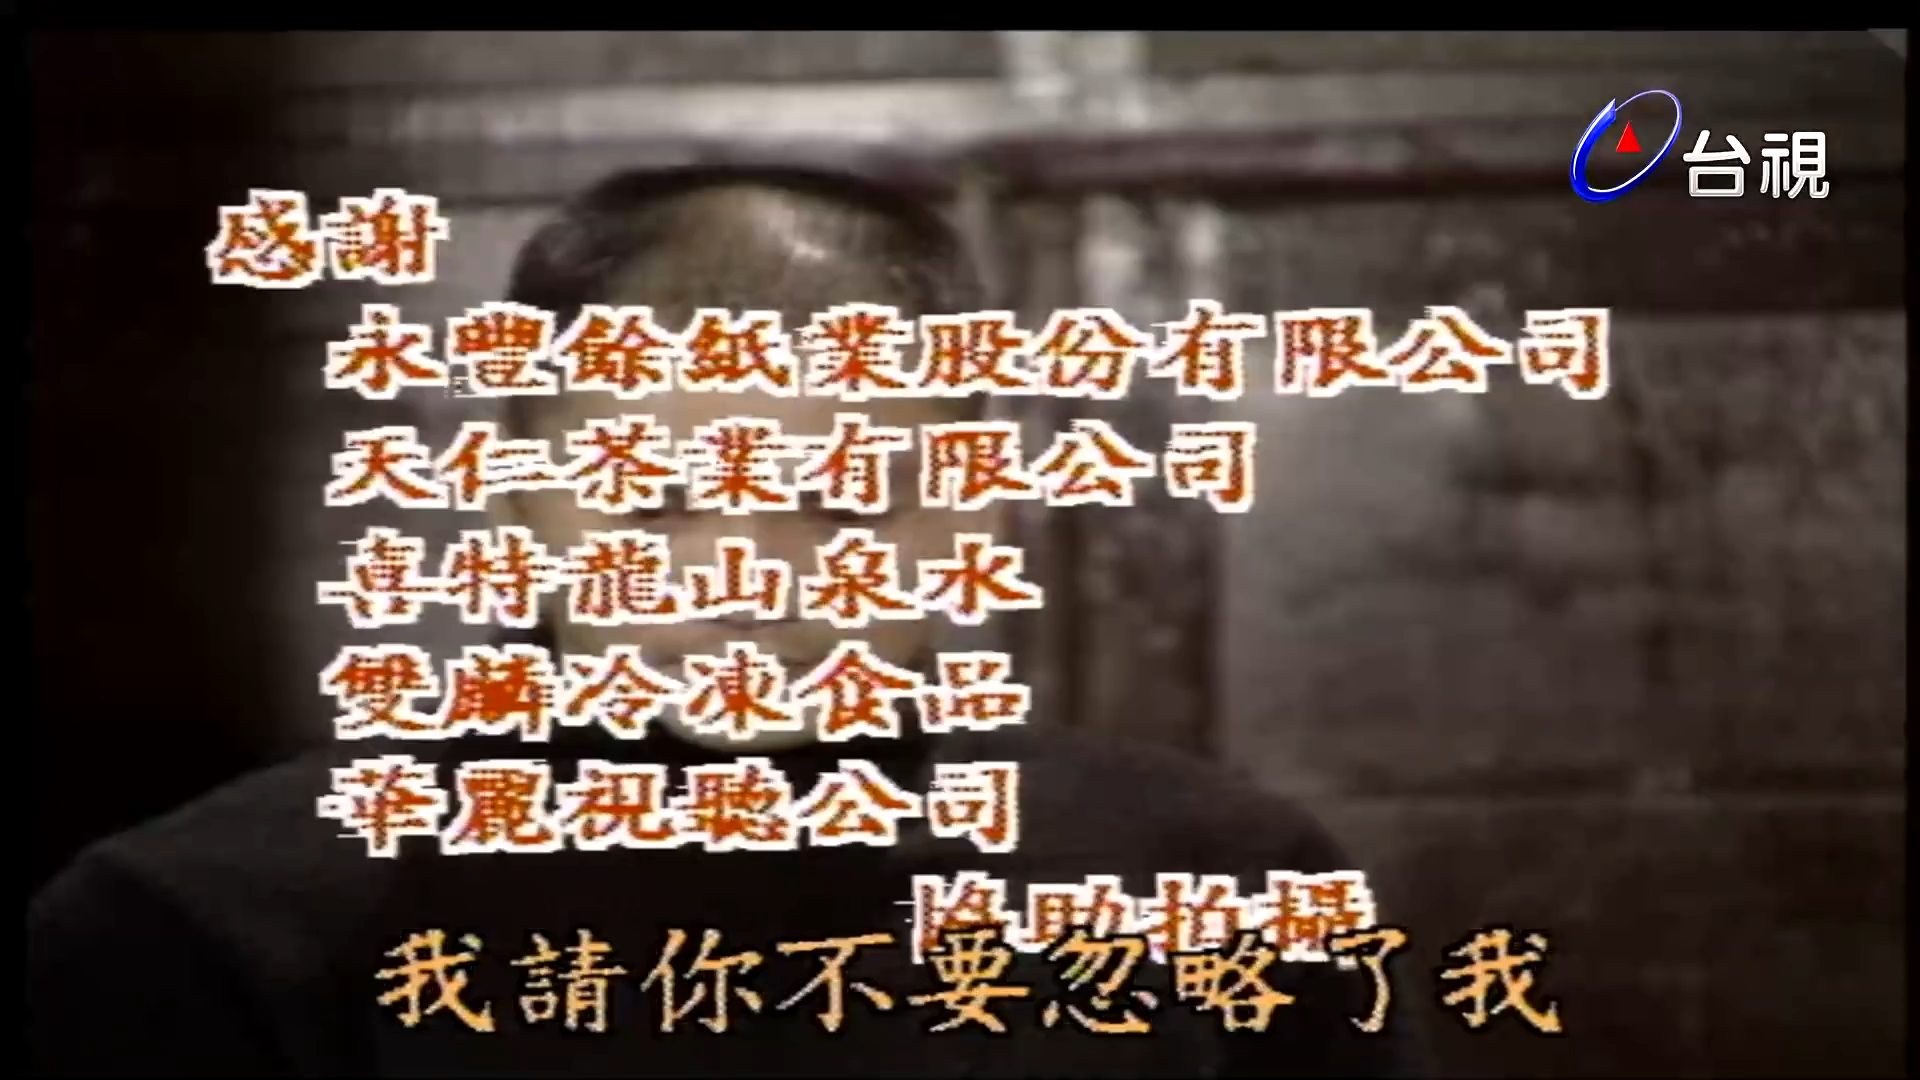 台視
感謝
永豐餘紙業股份有限公司
天仁茶業有限公司
喜特龍山泉水
雙麟冷凍食品
華麗視聽公司
協助拍攝
我請你不要忽略了我